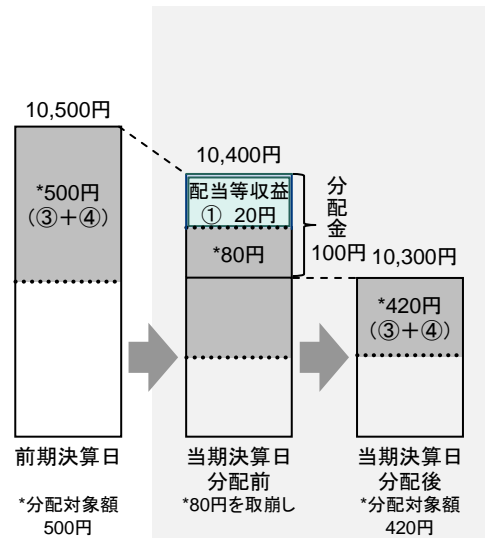 10,500円
*500円
(③+④)
前期決算日
*分配対象額
500円
10,400円
配当等収益
① 20円
*80円
分配金
100円
当期決算日
分配前
*80円を取崩し
10,300円
*420円
(③+④)
当期決算日
分配後
*分配対象額
420円